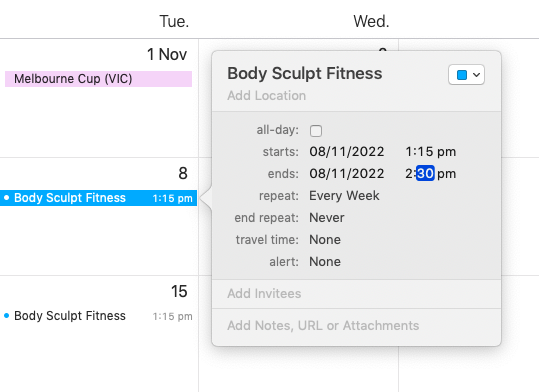 Tue.
Wed.
1 Nov
Melbourne Cup (VIC)
Body Sculpt Fitness
Add Location
all-day:
starts: 08/11/2022 1:15 pm
ends: 08/11/2022 2:30 pm
repeat: Every Week
end repeat: Never
travel time: None
alert: None
Add Invitees
Add Notes, URL or Attachments
8
Body Sculpt Fitness 1:15 pm
15
Body Sculpt Fitness 1:15 pm